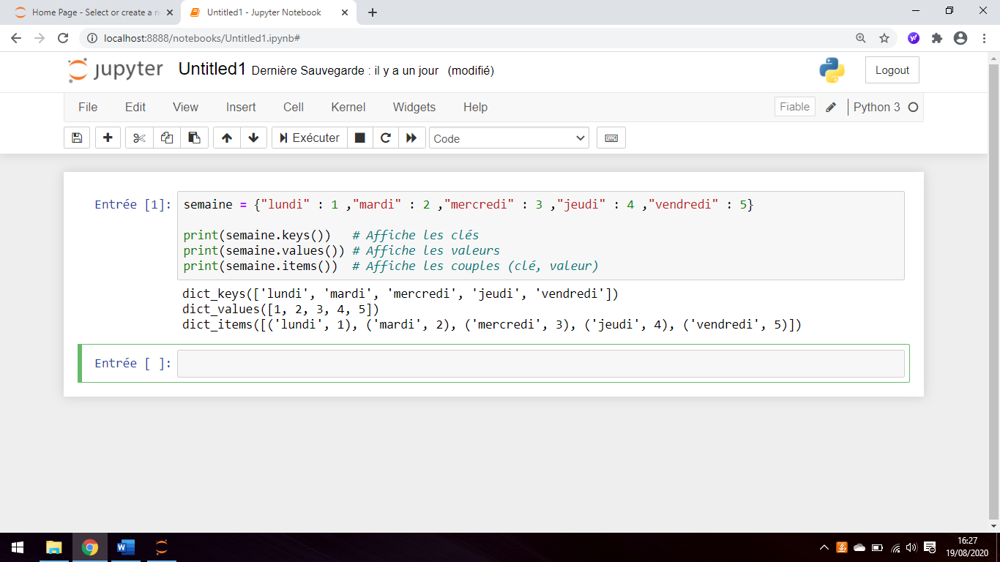 Home Page - Select or create a n
Untitled1 - Jupyter Notebook
localhost:8888/notebooks/Untitled1.ipynb#
jupyter Untitled1 Dernière Sauvegarde : il y a un jour (modifié)
Logout
File Edit View Insert Cell Kernel Widgets Help
Fiable
Python 3
Exécuter
Code
Entrée [1]:
semaine = {"lundi" : 1 ,"mardi" : 2 ,"mercredi" : 3 ,"jeudi" : 4 ,"vendredi" : 5}
print(semaine.keys())   # Affiche les clés
print(semaine.values()) # Affiche les valeurs
print(semaine.items())  # Affiche les couples (clé, valeur)
dict_keys(['lundi', 'mardi', 'mercredi', 'jeudi', 'vendredi'])
dict_values([1, 2, 3, 4, 5])
dict_items([('lundi', 1), ('mardi', 2), ('mercredi', 3), ('jeudi', 4), ('vendredi', 5)])
Entrée [ ]:
16:27
19/08/2020